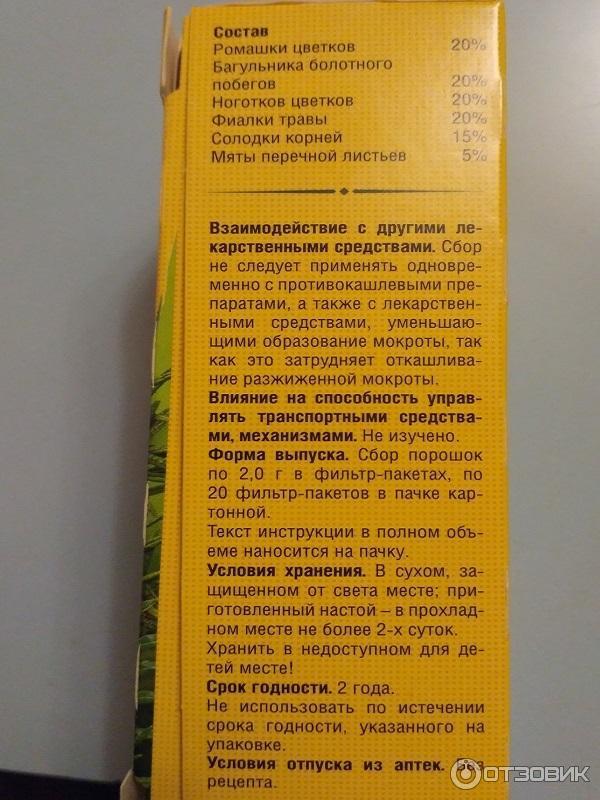 Состав
Ромашки цветков 20%
Багульника болотного
побегов 20%
Ноготков цветков 20%
Фиалки травы 20%
Солодки корней 15%
Мяты перечной листьев 5%
Взаимодействие с другими ле-
карственными средствами. Сбор
не следует применять одновре-
менно с противокашлевыми пре-
паратами, а также с лекарствен-
ными средствами, уменьшаю-
щими образование мокроты, так
как это затрудняет откашлива-
ние разжиженной мокроты.
Влияние на способность управ-
лять транспортными средства-
ми, механизмами. Не изучено.
Форма выпуска. Сбор порошок
по 2,0 г в фильтр-пакетах, по
20 фильтр-пакетов в пачке кар-
тонной.
Текст инструкции в полном объ-
еме наносится на пачку.
Условия хранения. В сухом, за-
щищенном от света месте; при-
готовленный настой – в прохлад-
ном месте не более 2-х суток.
Хранить в недоступном для де-
тей месте!
Срок годности. 2 года.
Не использовать по истечении
срока годности, указанного на
упаковке.
Условия отпуска из аптек. Без
рецепта.
ОТЗОВИК